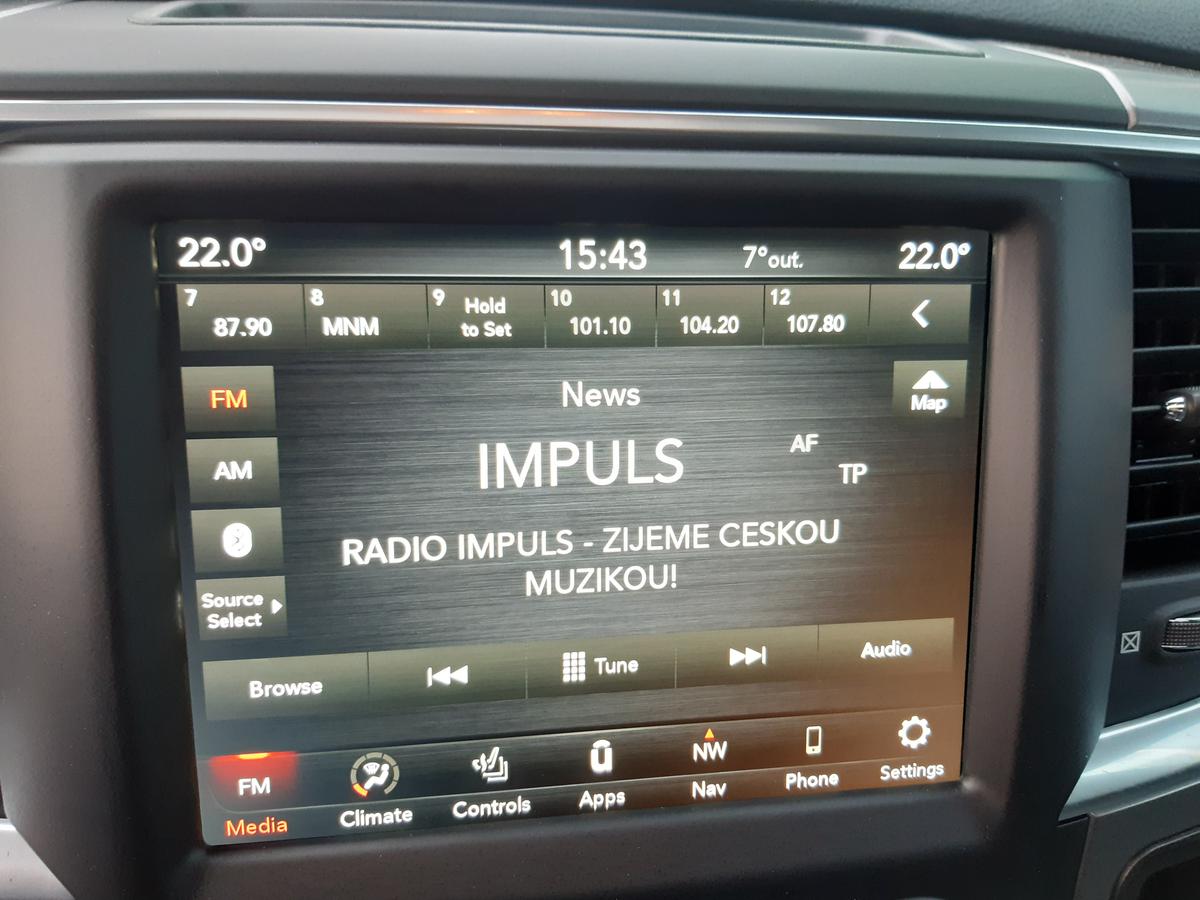 22.0° 15:43 7°out. 22.0°
7 8 9 Hold 10 11 12
87.90 MNM to Set 101.10 104.20 107.80
FM News Map
AM IMPULS AF
TP
RADIO IMPULS - ZIJEME CESKOU
MUZIKOU!
Source
Select
Browse Tune Audio
FM NW
Media Climate Controls Apps Nav Phone Settings